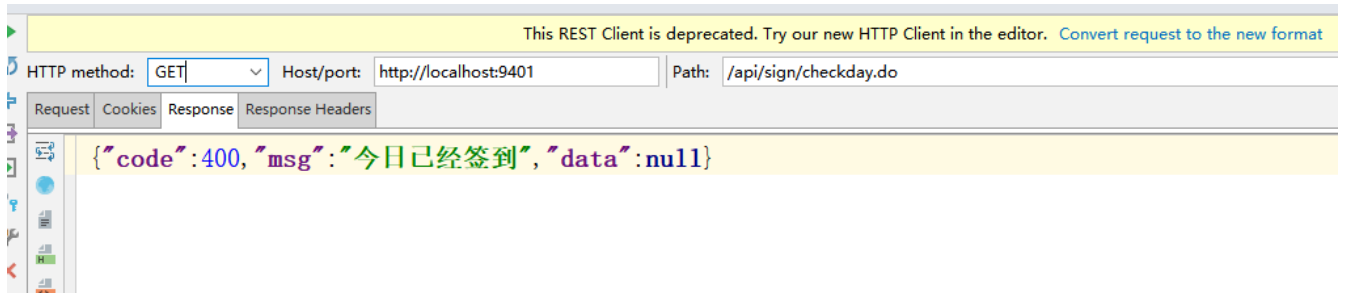 This REST Client is deprecated. Try our new HTTP Client in the editor. Convert request to the new format
HTTP method: GET Host/port: http://localhost:9401 Path: /api/sign/checkday.do
Request Cookies Response Response Headers
{"code":400,"msg":"今日已经签到","data":null}